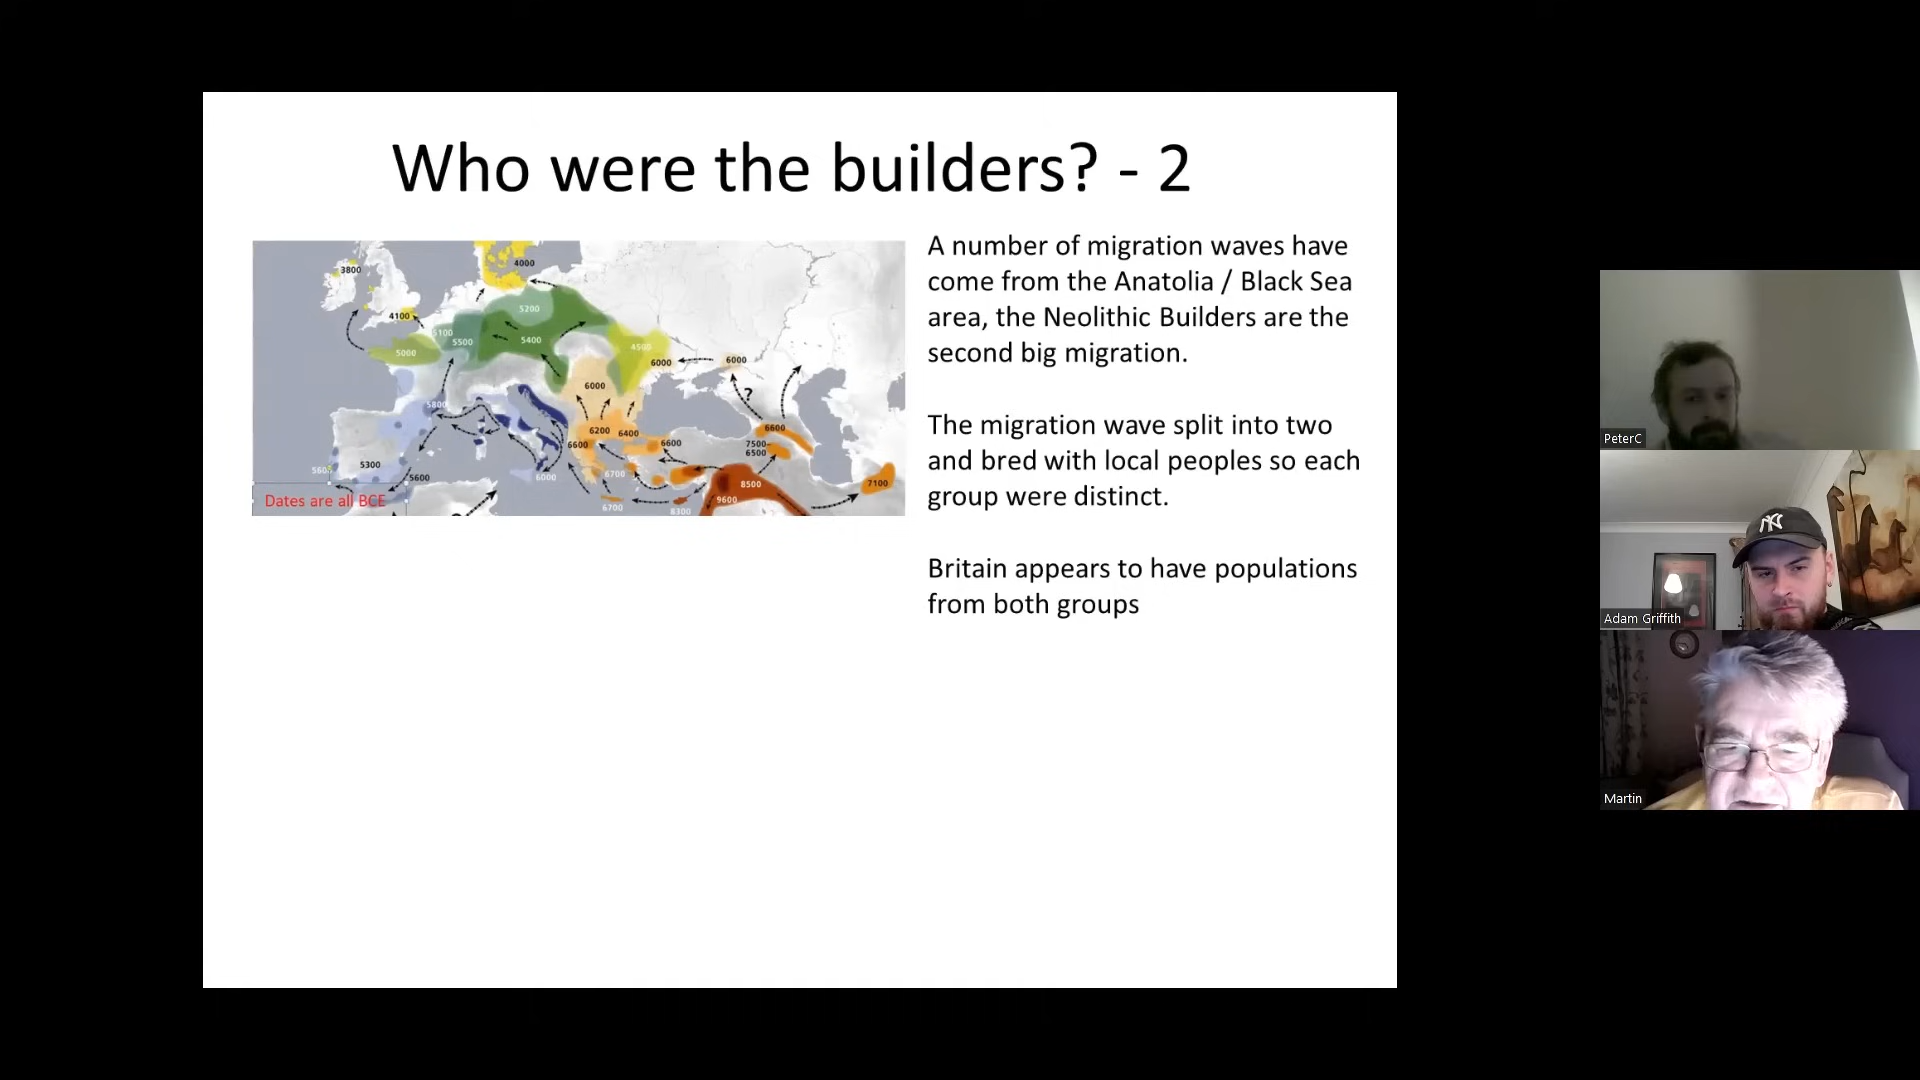 Who were the builders? - 2
A number of migration waves have
come from the Anatolia / Black Sea
area, the Neolithic Builders are the
second big migration.
The migration wave split into two
and bred with local peoples so each
group were distinct.
Britain appears to have populations
from both groups
3800
4000
4100
5200
5100
5500
5400
5000
4500
6000
6000
?
6000
5800
6200
6400
6600
6600
6600
7500-
6500
5300
5600
5600
6000
6700
6700
8300
8500
9600
7100
Dates are all BCE
PeterC
NY
Adam Griffith
Martin